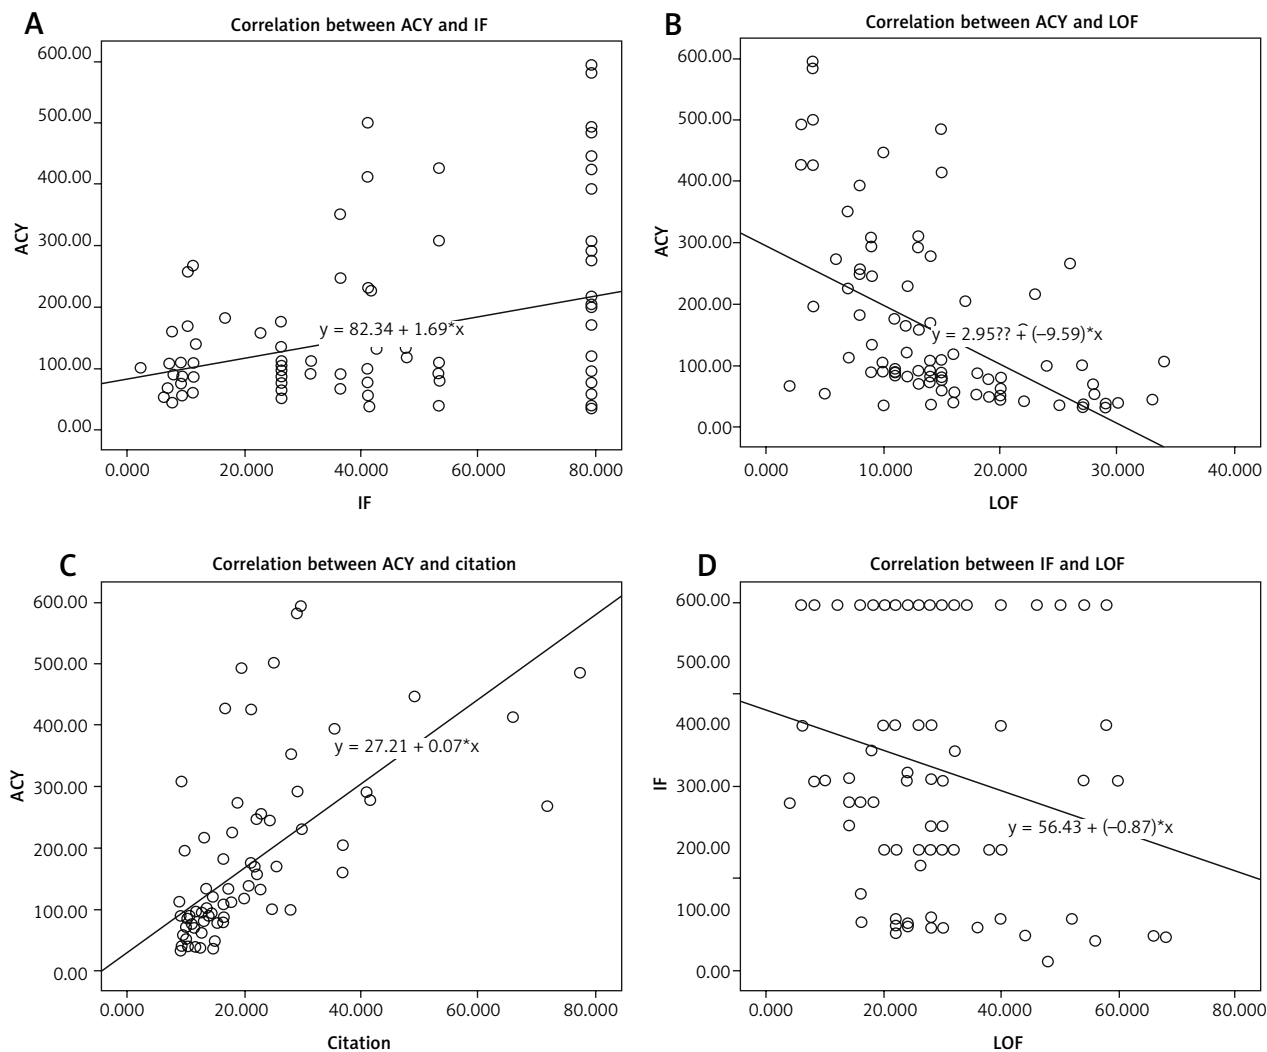 A
Correlation between ACY and IF
600.00
500.00
400.00
300.00
200.00
100.00
0.00
ACY
y = 82.34 + 1.69*x
0.000 20.000 40.000 60.000 80.000
IF
B
Correlation between ACY and LOF
600.00
500.00
400.00
300.00
200.00
100.00
0.00
ACY
y = 2.95?? + (–9.59)*x
0.000 10.000 20.000 30.000 40.000
LOF
C
Correlation between ACY and citation
600.00
500.00
400.00
300.00
200.00
100.00
0.00
ACY
y = 27.21 + 0.07*x
0.000 20.000 40.000 60.000 80.000
Citation
D
Correlation between IF and LOF
600.00
500.00
400.00
300.00
200.00
100.00
0.00
IF
y = 56.43 + (–0.87)*x
0.000 20.000 40.000 60.000 80.000
LOF